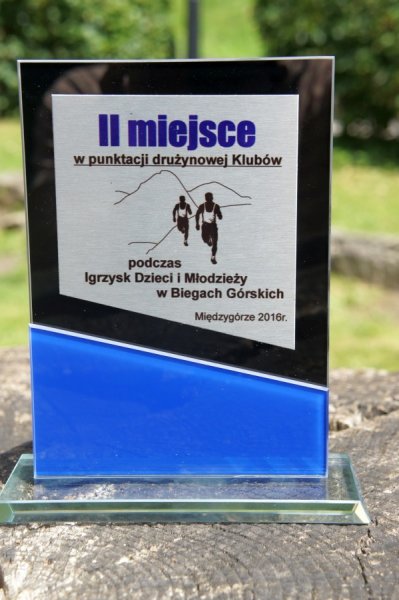 II miejsce
w punktacji drużynowej Klubów
podczas
Igrzysk Dzieci i Młodzieży
w Biegach Górskich
Międzygórze 2016r.